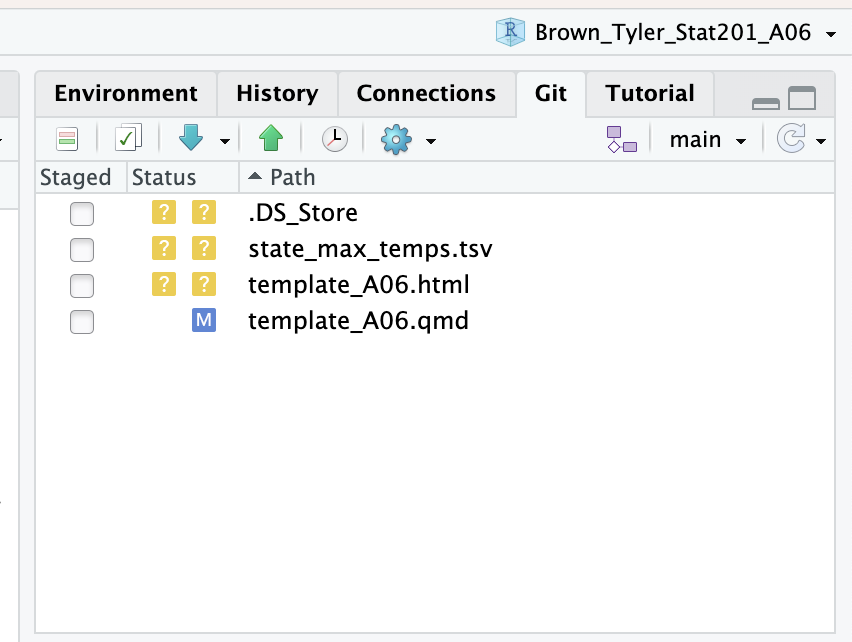 R Brown_Tyler_Stat201_A06
Environment History Connections Git Tutorial
main
Staged Status Path
? ? .DS_Store
? ? state_max_temps.tsv
? ? template_A06.html
M template_A06.qmd